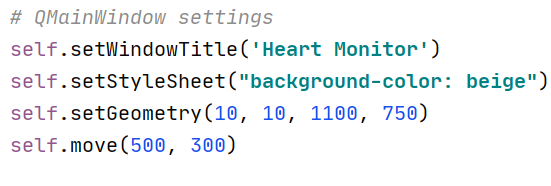 # QMainWindow settings
self.setWindowTitle('Heart Monitor')
self.setStyleSheet("background-color: beige")
self.setGeometry(10, 10, 1100, 750)
self.move(500, 300)